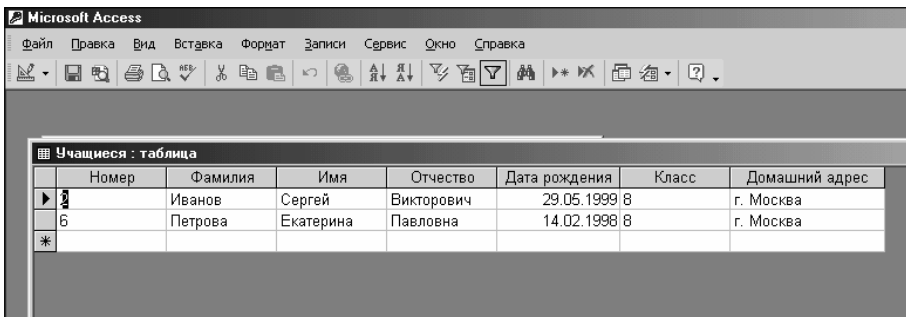 Microsoft Access
Файл Правка Вид Вставка Формат Записи Сервис Окно Справка
Учащиеся : таблица
Номер Фамилия Имя Отчество Дата рождения Класс Домашний адрес
2 Иванов Сергей Викторович 29.05.1999 8 г. Москва
6 Петрова Екатерина Павловна 14.02.1998 8 г. Москва